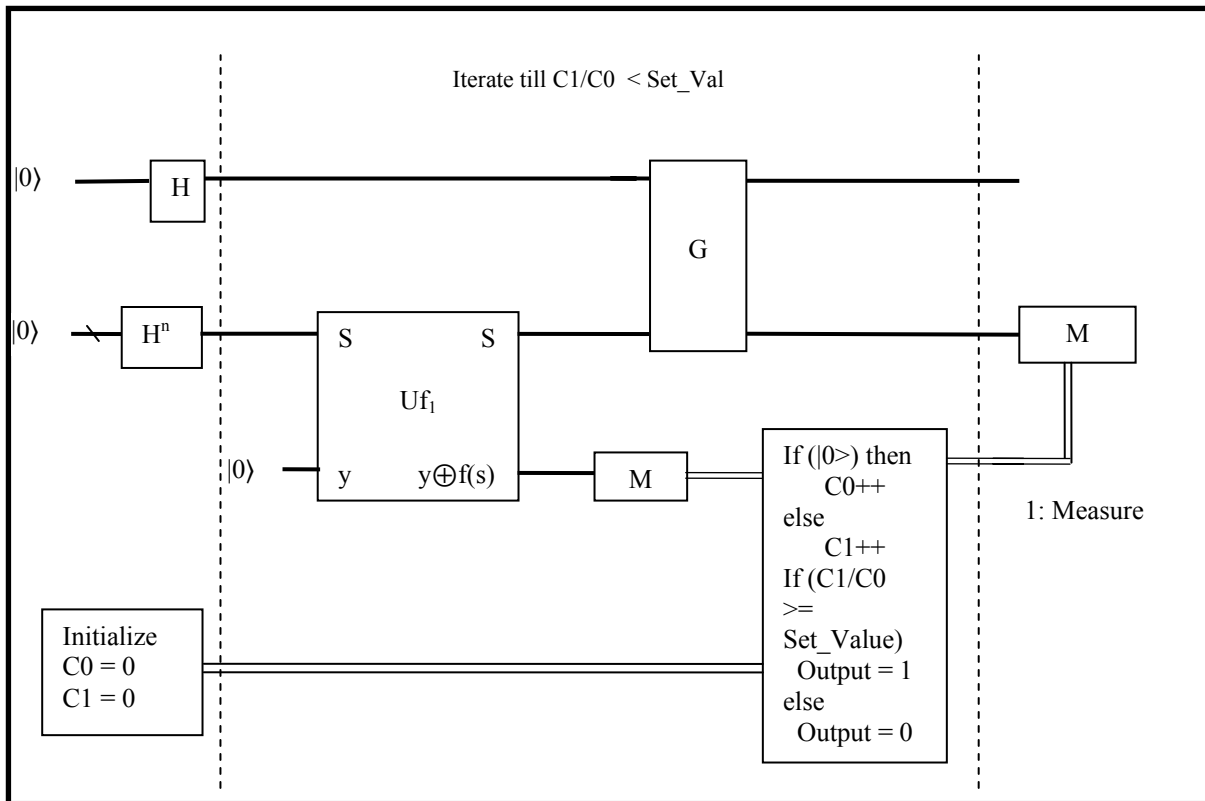 Iterate till C1/C0 < Set_Val
|0⟩
H
G
|0⟩
Hⁿ
S S
M
Uf₁
|0⟩
y y⊕f(s)
M
If (|0>) then
C0++
else
C1++
If (C1/C0
>=
Set_Value)
Output = 1
else
Output = 0
1: Measure
Initialize
C0 = 0
C1 = 0